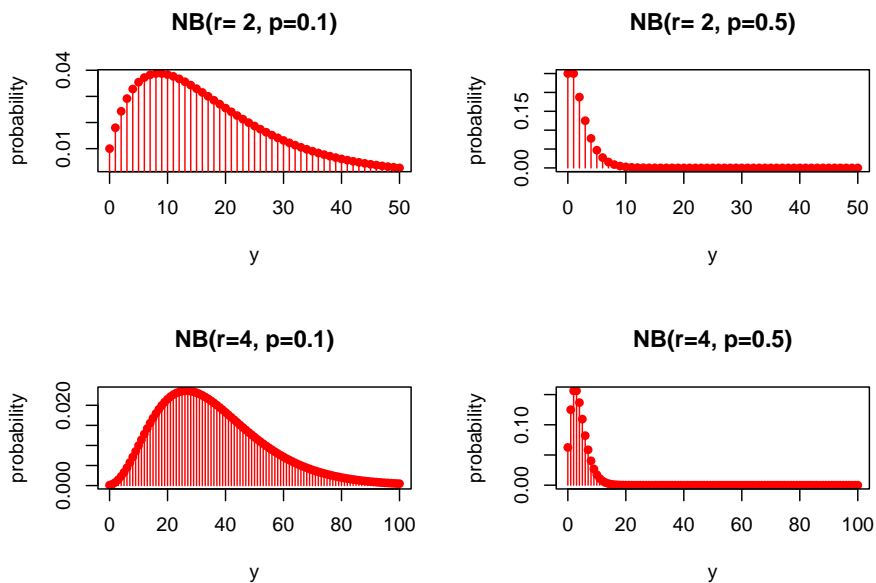 NB(r= 2, p=0.1)
probability
0.01 0.04
0 10 20 30 40 50
y
NB(r= 2, p=0.5)
probability
0.00 0.15
0 10 20 30 40 50
y
NB(r=4, p=0.1)
probability
0.000 0.020
0 20 40 60 80 100
y
NB(r=4, p=0.5)
probability
0.00 0.10
0 20 40 60 80 100
y